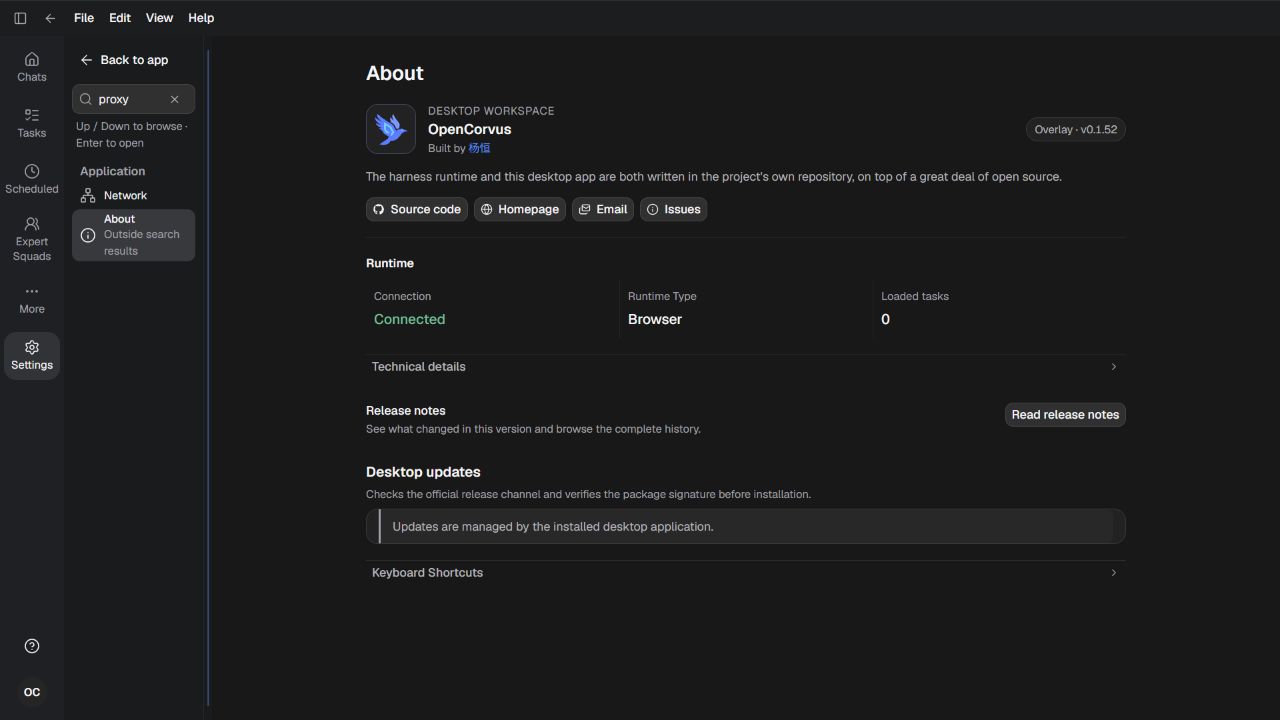 File Edit View Help
Chats
Tasks
Scheduled
Expert
Squads
More
Settings
OC
Back to app
proxy
Up / Down to browse ·
Enter to open
Application
Network
About
Outside search
results
About
DESKTOP WORKSPACE
OpenCorvus
Built by 杨恒
Overlay · v0.1.52
The harness runtime and this desktop app are both written in the project's own repository, on top of a great deal of open source.
Source code Homepage Email Issues
Runtime
Connection Runtime Type Loaded tasks
Connected Browser 0
Technical details
Release notes
See what changed in this version and browse the complete history.
Read release notes
Desktop updates
Checks the official release channel and verifies the package signature before installation.
Updates are managed by the installed desktop application.
Keyboard Shortcuts